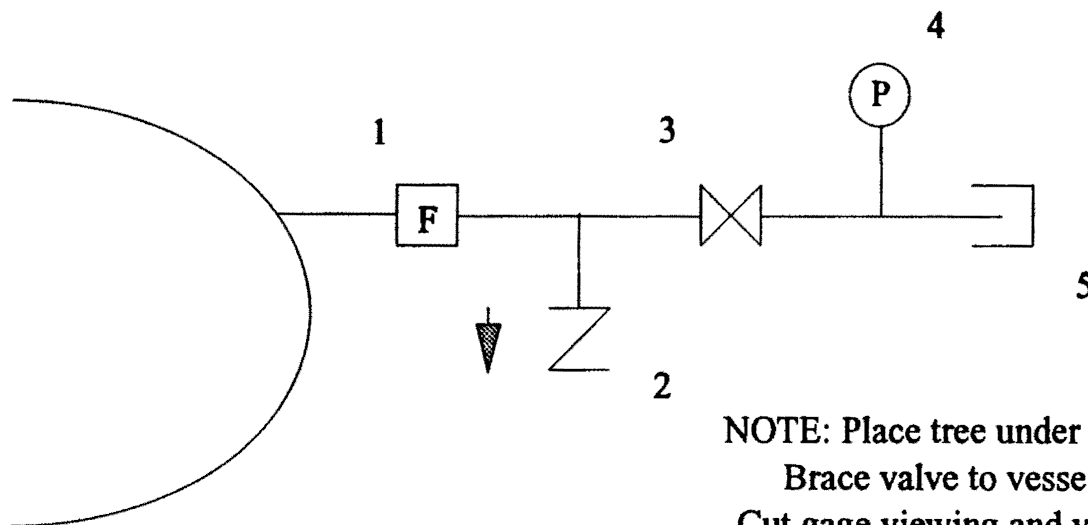 4
P
1
3
F
5
2
NOTE: Place tree under
Brace valve to vesse
Cut gage viewing and v